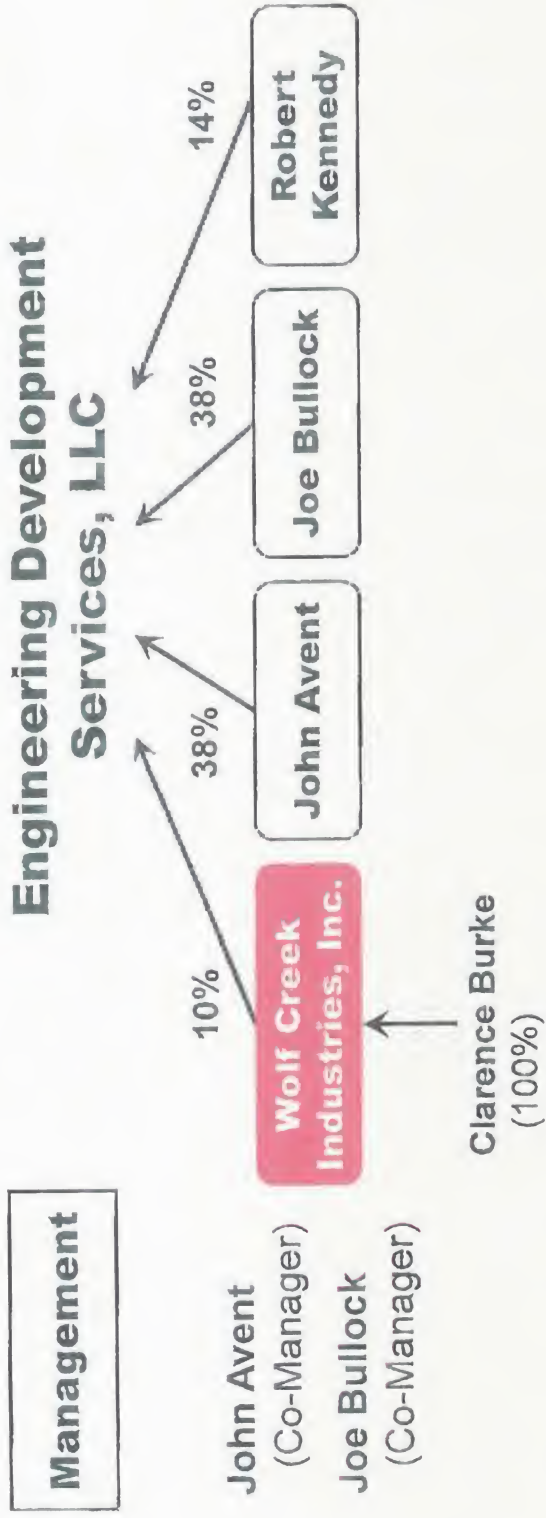 Engineering Development
Services, LLC
Management
10%
38%
38%
14%
John Avent
(Co-Manager)
Joe Bullock
(Co-Manager)
Wolf Creek
Industries, Inc.
John Avent
Joe Bullock
Robert
Kennedy
Clarence Burke
(100%)